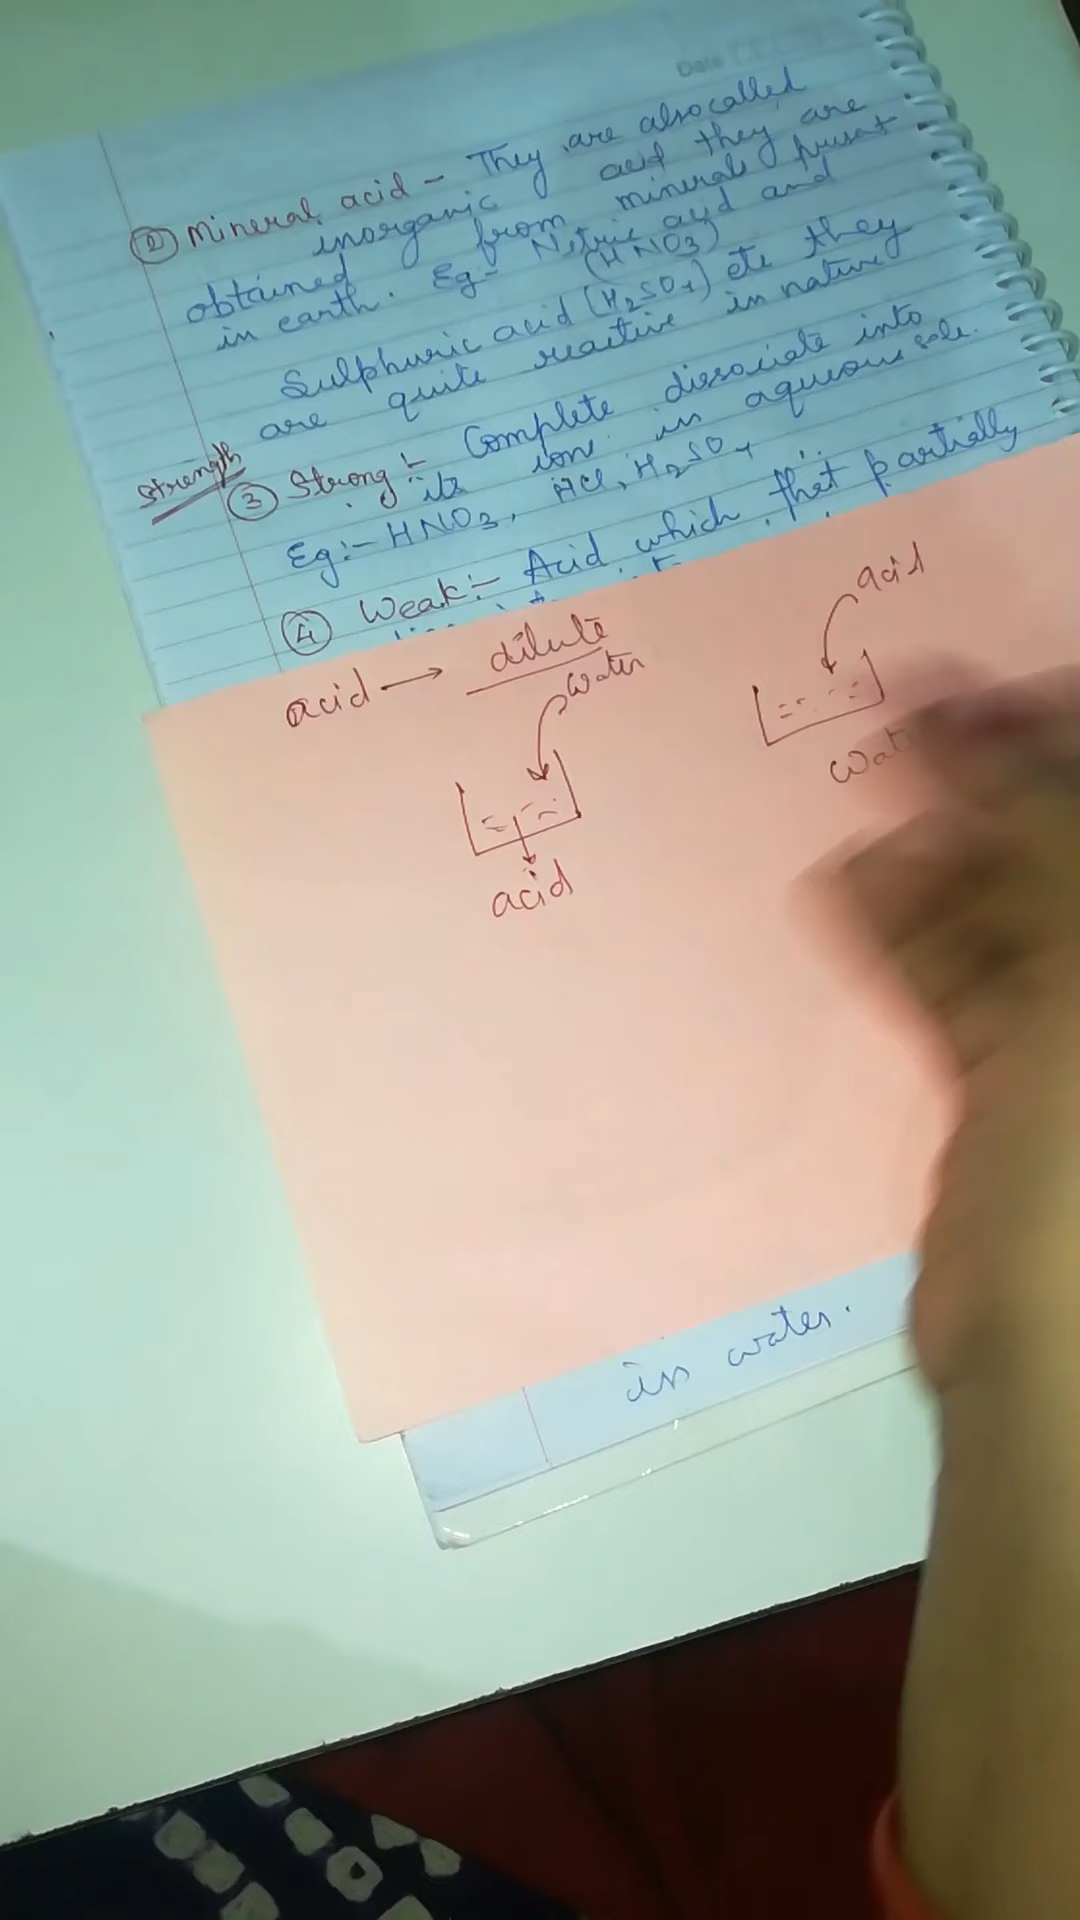 Date
② Mineral acid - They are also called
inorganic acid they are
obtained from minerals present
in earth. Eg:- Nitric acid and
(HNO3)
Sulphuric acid (H2SO4) etc they
are quite reactive in nature
Strength
③ Strong :- Complete dissociate into
its ion in aqueous soln.
Eg:- HNO3, HCl, H2SO4
④ Weak:- Acid which that partially
acid → dilute
water
acid
acid
Wat
in water.